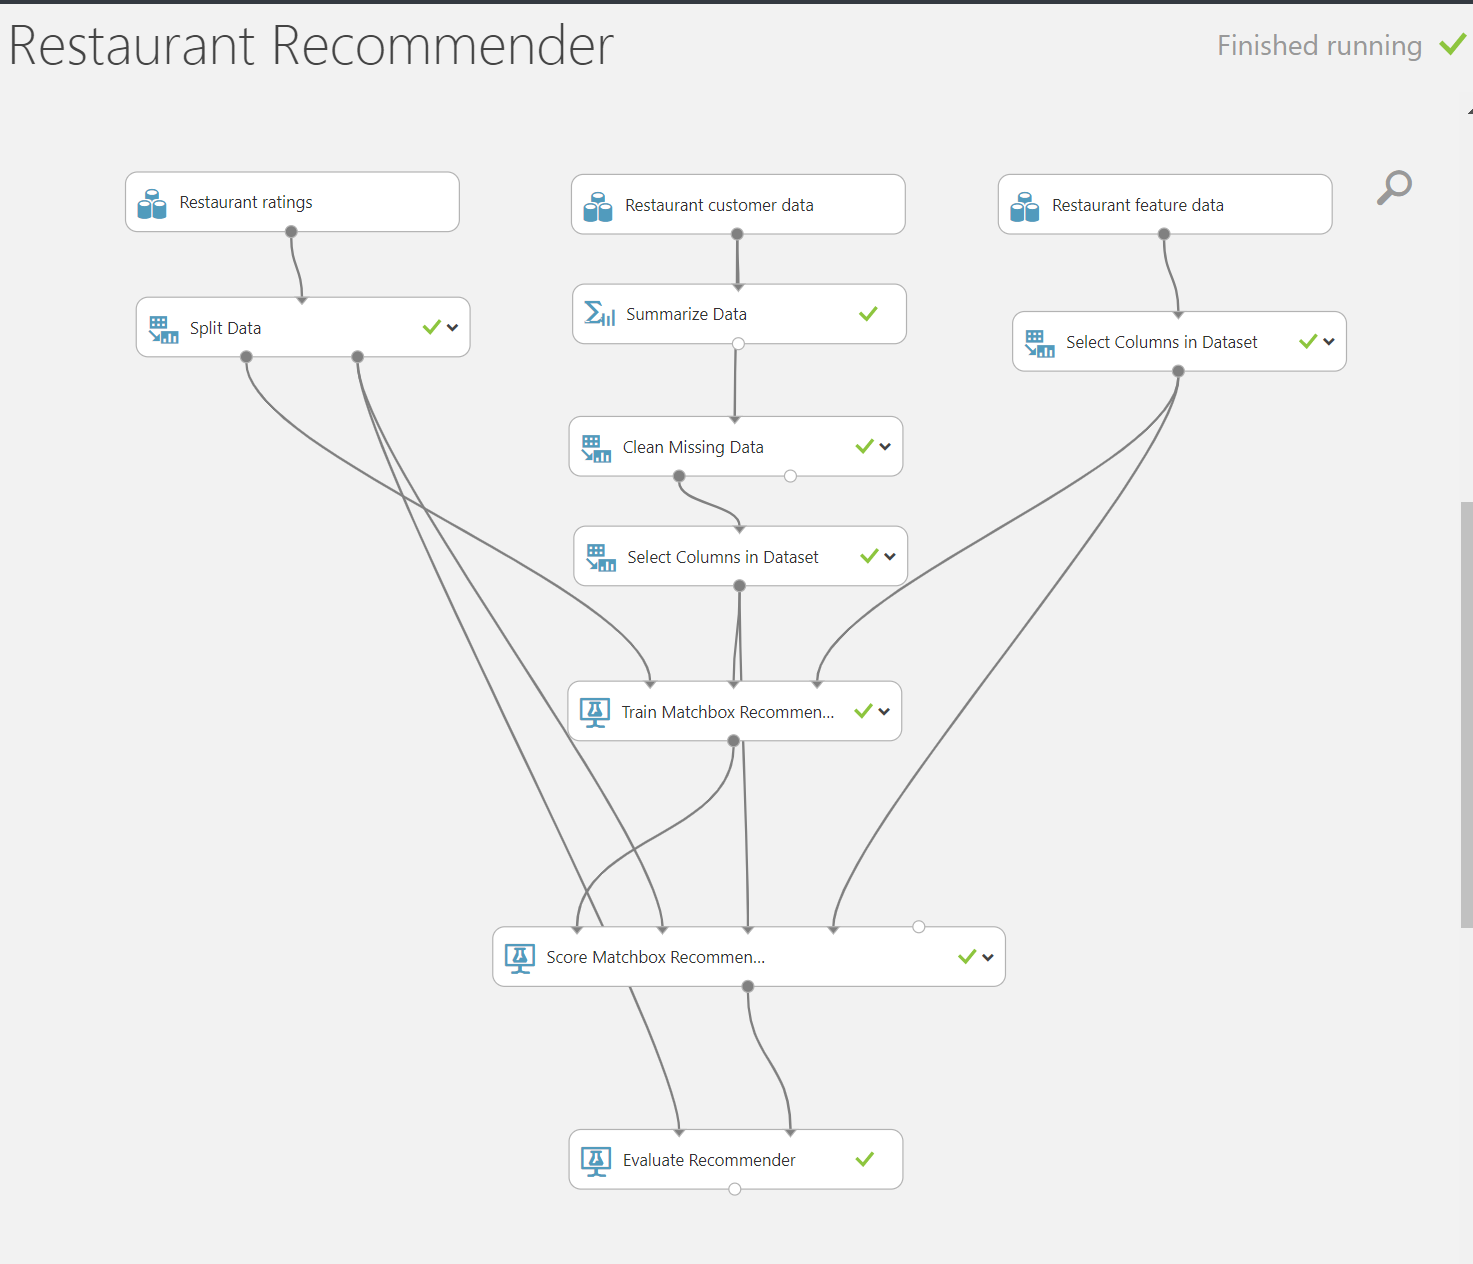 Restaurant Recommender
Finished running
Restaurant ratings
Restaurant customer data
Restaurant feature data
Split Data
Summarize Data
Select Columns in Dataset
Clean Missing Data
Select Columns in Dataset
Train Matchbox Recommen...
Score Matchbox Recommen...
Evaluate Recommender